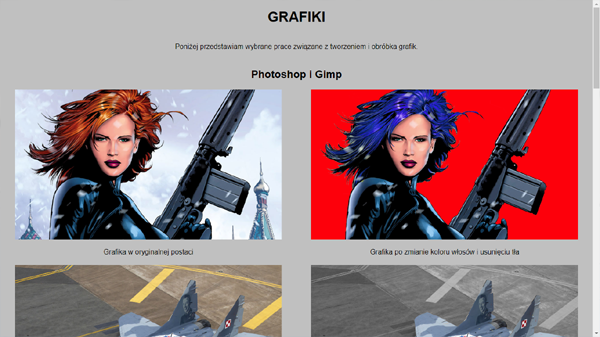 GRAFIKI
Poniżej przedstawiam wybrane prace związane z tworzeniem i obróbką grafik.
Photoshop i Gimp
Grafika w oryginalnej postaci
Grafika po zmianie koloru włosów i usunięciu tła